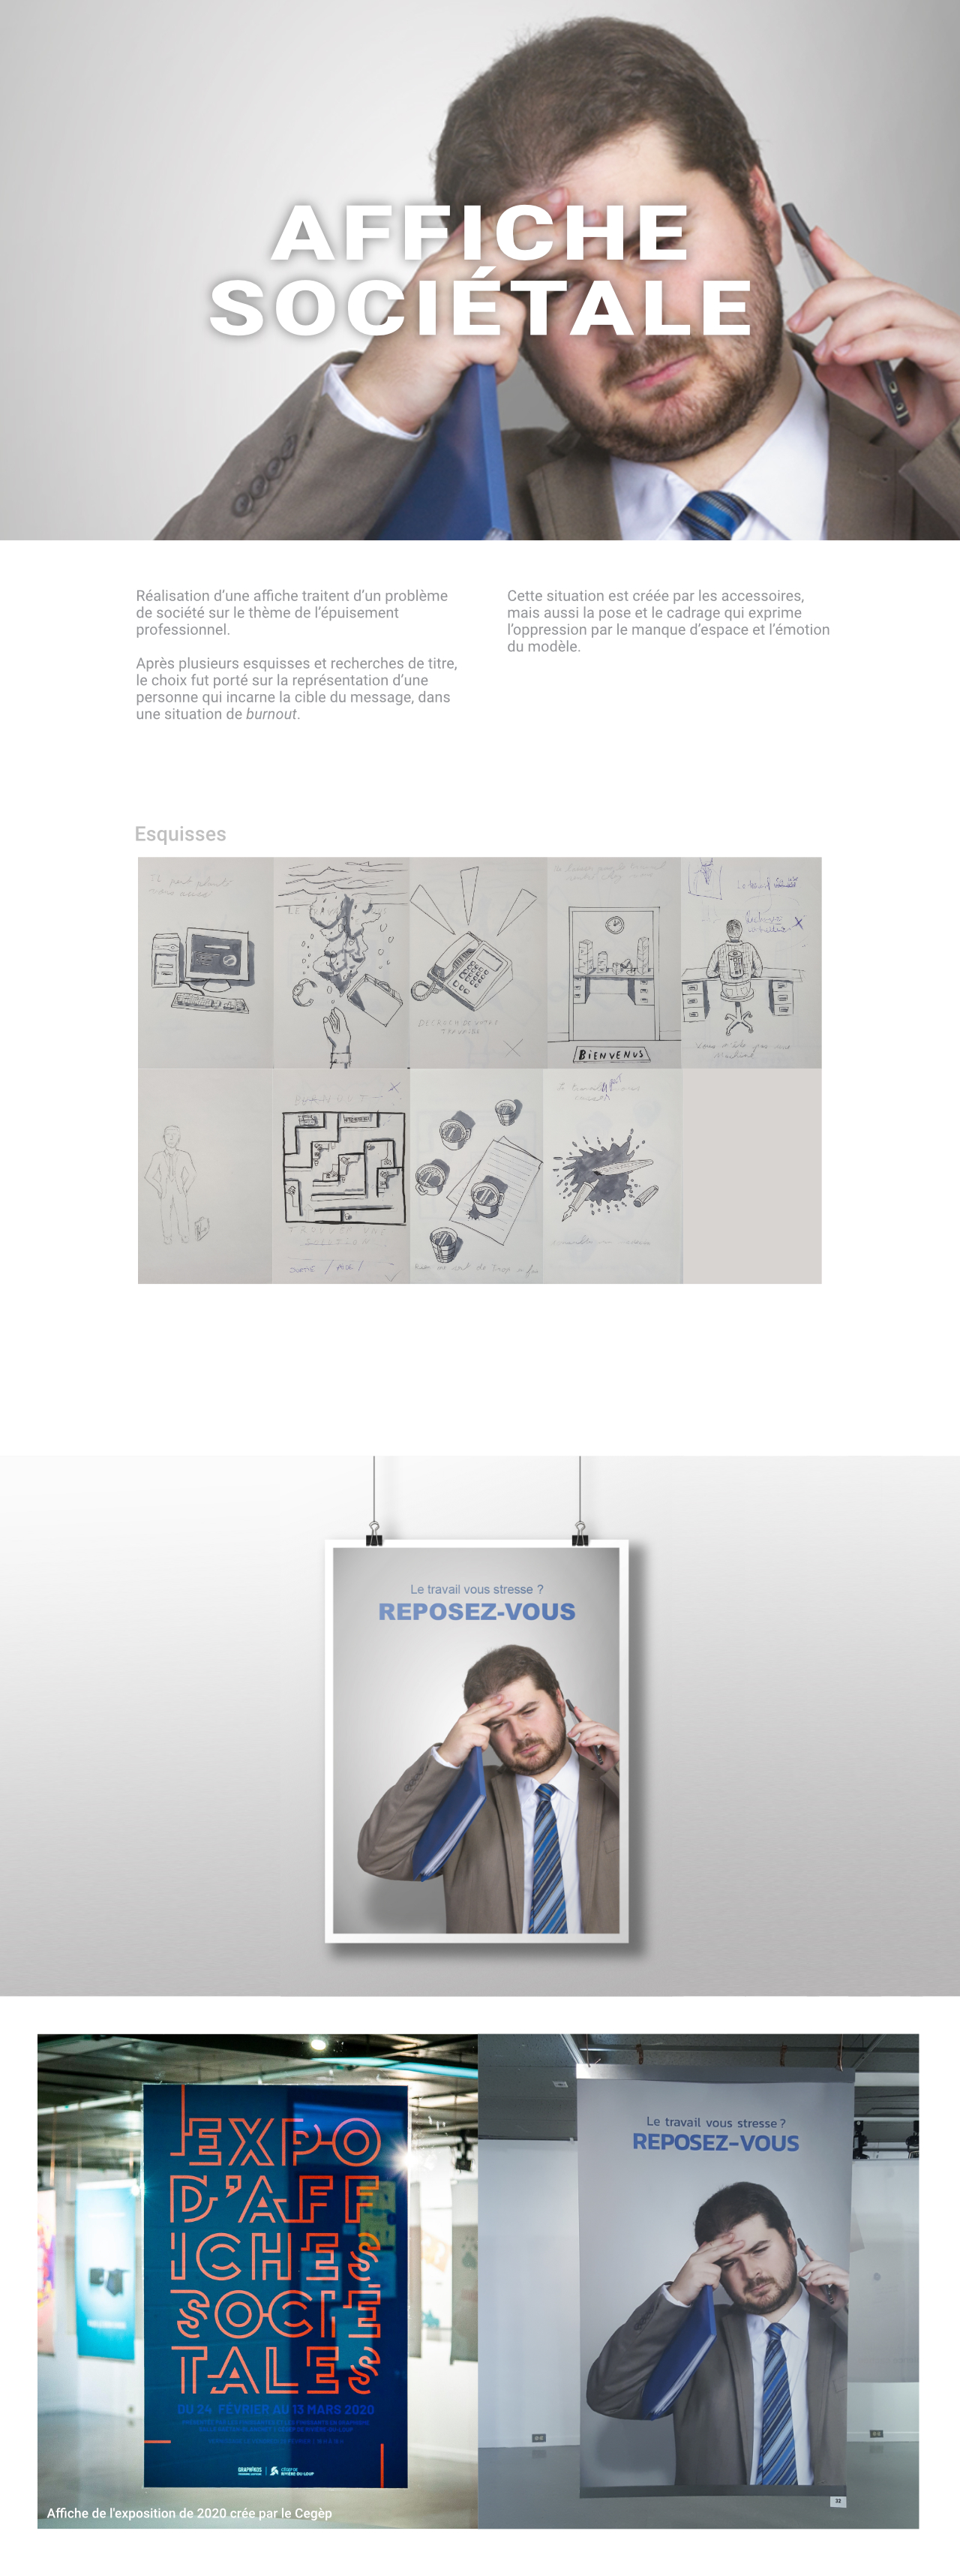 AFFICHE
SOCIÉTALE
Réalisation d’une affiche traitent d’un problème
de société sur le thème de l’épuisement
professionnel.
Après plusieurs esquisses et recherches de titre,
le choix fut porté sur la représentation d’une
personne qui incarne la cible du message, dans
une situation de burnout.
Cette situation est créée par les accessoires,
mais aussi la pose et le cadrage qui exprime
l’oppression par le manque d’espace et l’émotion
du modèle.
Esquisses
BIENVENUS
Le travail vous stresse ?
REPOSEZ-VOUS
EXPO
D’AFF
ICHES
SOCIÉ
TALES
DU 24 FÉVRIER AU 13 MARS 2020
Affiche de l'exposition de 2020 crée par le Cegèp
Le travail vous stresse ?
REPOSEZ-VOUS
32